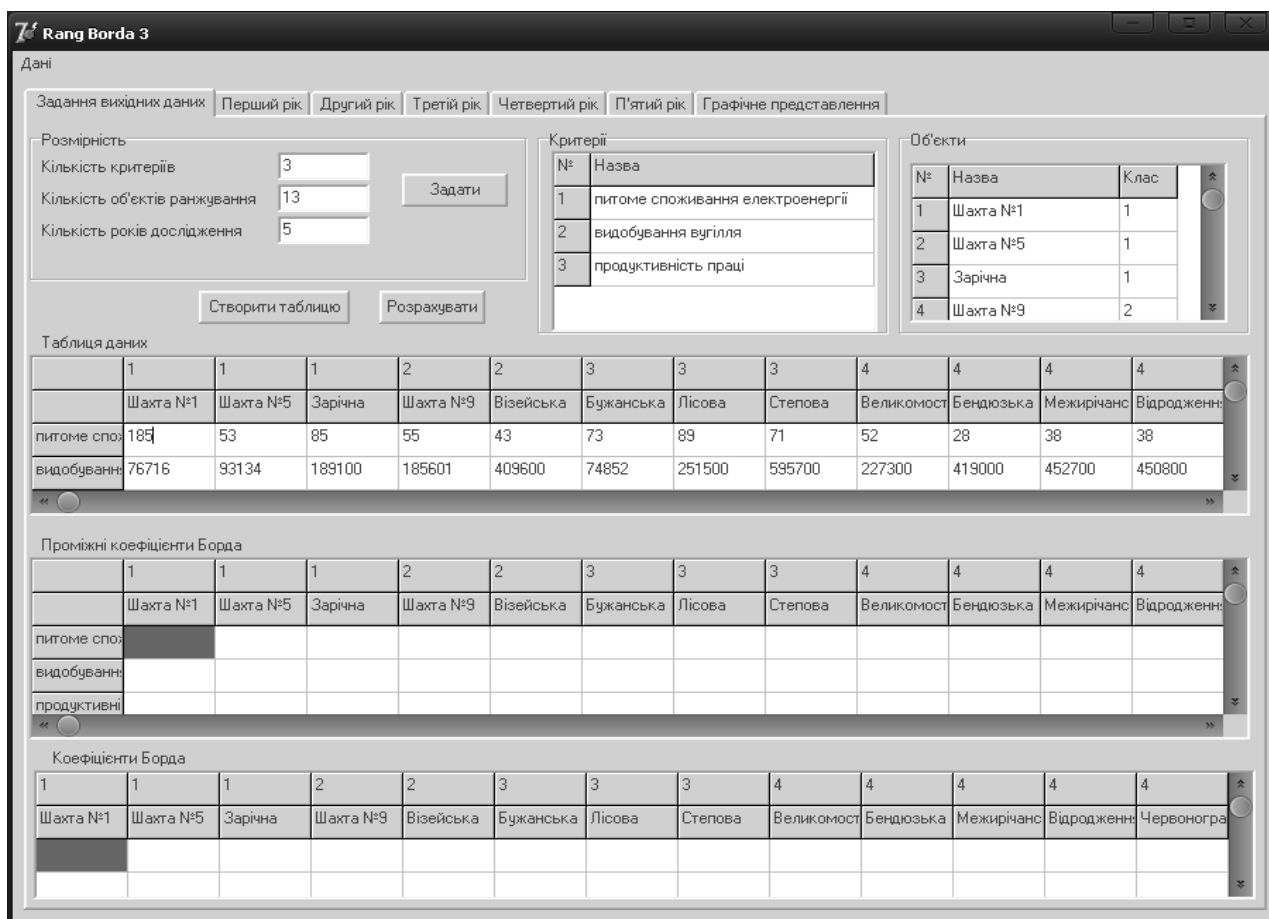 Rang Borda 3
Дані
Задання вихідних даних Перший рік Другий рік Третій рік Четвертий рік П'ятий рік Графічне представлення
Розмірність
Кількість критеріїв 3
Кількість об'єктів ранжування 13
Кількість років дослідження 5
Задати
Створити таблицю Розрахувати
Критерії
№ Назва
1 питоме споживання електроенергії
2 видобування вугілля
3 продуктивність праці
Об'єкти
№ Назва Клас
1 Шахта №1 1
2 Шахта №5 1
3 Зарічна 1
4 Шахта №9 2
Таблиця даних
1 1 1 2 2 3 3 3 4 4 4 4
Шахта №1 Шахта №5 Зарічна Шахта №9 Візейська Бужанська Лісова Степова Великомост Бендюзька Межирічанс Відродженн
питоме спо 185 53 85 55 43 73 89 71 52 28 38 38
видобуванн 76716 93134 189100 185601 409600 74852 251500 595700 227300 419000 452700 450800
Проміжні коефіцієнти Борда
1 1 1 2 2 3 3 3 4 4 4 4
Шахта №1 Шахта №5 Зарічна Шахта №9 Візейська Бужанська Лісова Степова Великомост Бендюзька Межирічанс Відродженн
питоме спо
видобуванн
продуктивні
Коефіцієнти Борда
1 1 1 2 2 3 3 3 4 4 4 4 4
Шахта №1 Шахта №5 Зарічна Шахта №9 Візейська Бужанська Лісова Степова Великомост Бендюзька Межирічанс Відродженн Червоногра